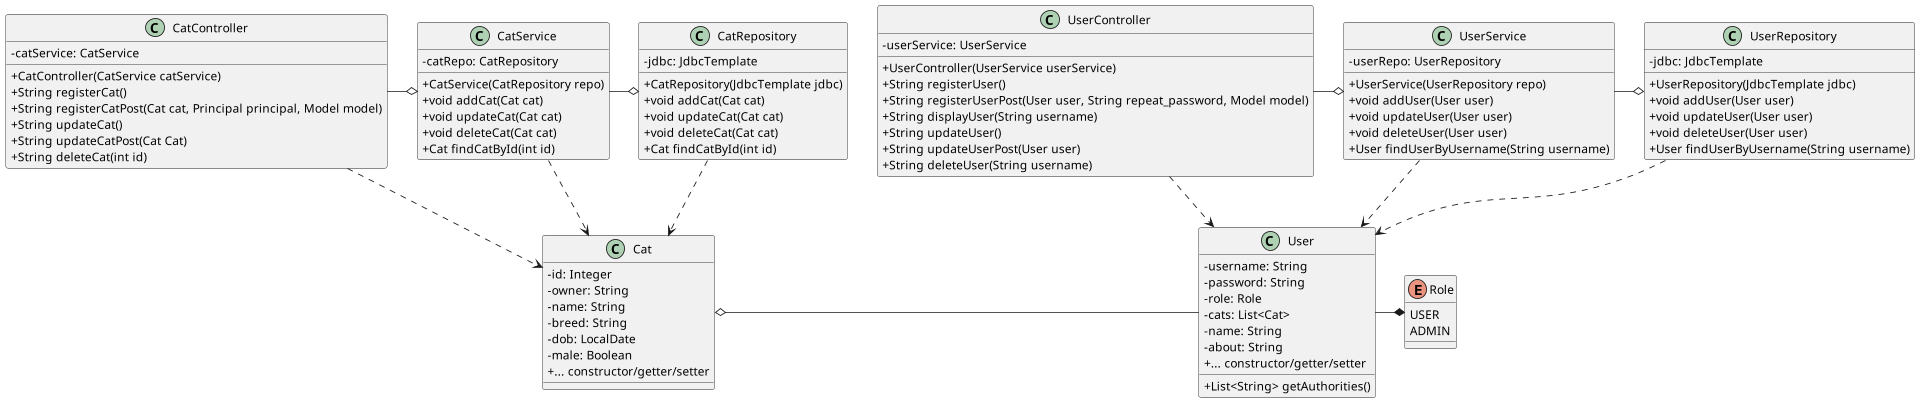 C CatController
-catService: CatService
+CatController(CatService catService)
+String registerCat()
+String registerCatPost(Cat cat, Principal principal, Model model)
+String updateCat()
+String updateCatPost(Cat Cat)
+String deleteCat(int id)
C CatService
-catRepo: CatRepository
+CatService(CatRepository repo)
+void addCat(Cat cat)
+void updateCat(Cat cat)
+void deleteCat(Cat cat)
+Cat findCatById(int id)
C CatRepository
-jdbc: JdbcTemplate
+CatRepository(JdbcTemplate jdbc)
+void addCat(Cat cat)
+void updateCat(Cat cat)
+void deleteCat(Cat cat)
+Cat findCatById(int id)
C UserController
-userService: UserService
+UserController(UserService userService)
+String registerUser()
+String registerUserPost(User user, String repeat_password, Model model)
+String displayUser(String username)
+String updateUser()
+String updateUserPost(User user)
+String deleteUser(String username)
C UserService
-userRepo: UserRepository
+UserService(UserRepository repo)
+void addUser(User user)
+void updateUser(User user)
+void deleteUser(User user)
+User findUserByUsername(String username)
C UserRepository
-jdbc: JdbcTemplate
+UserRepository(JdbcTemplate jdbc)
+void addUser(User user)
+void updateUser(User user)
+void deleteUser(User user)
+User findUserByUsername(String username)
C Cat
-id: Integer
-owner: String
-name: String
-breed: String
-dob: LocalDate
-male: Boolean
+... constructor/getter/setter
C User
-username: String
-password: String
-role: Role
-cats: List<Cat>
-name: String
-about: String
+... constructor/getter/setter
+List<String> getAuthorities()
E Role
USER
ADMIN